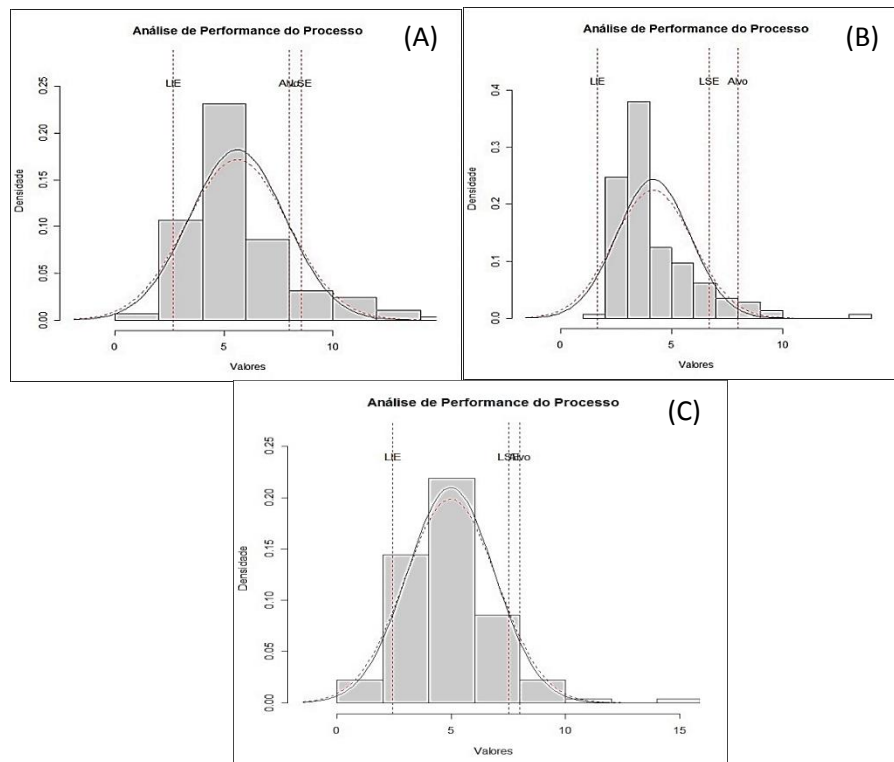 Análise de Performance do Processo
(A)
LIE
Alvo LSE
Densidade
0.25
0.20
0.15
0.10
0.05
0.00
0 5 10
Valores
Análise de Performance do Processo
(B)
LIE LSE Alvo
Densidade
0.4
0.3
0.2
0.1
0.0
0 5 10
Valores
Análise de Performance do Processo
(C)
LIE LSE Alvo
Densidade
0.25
0.20
0.15
0.10
0.05
0.00
0 5 10 15
Valores